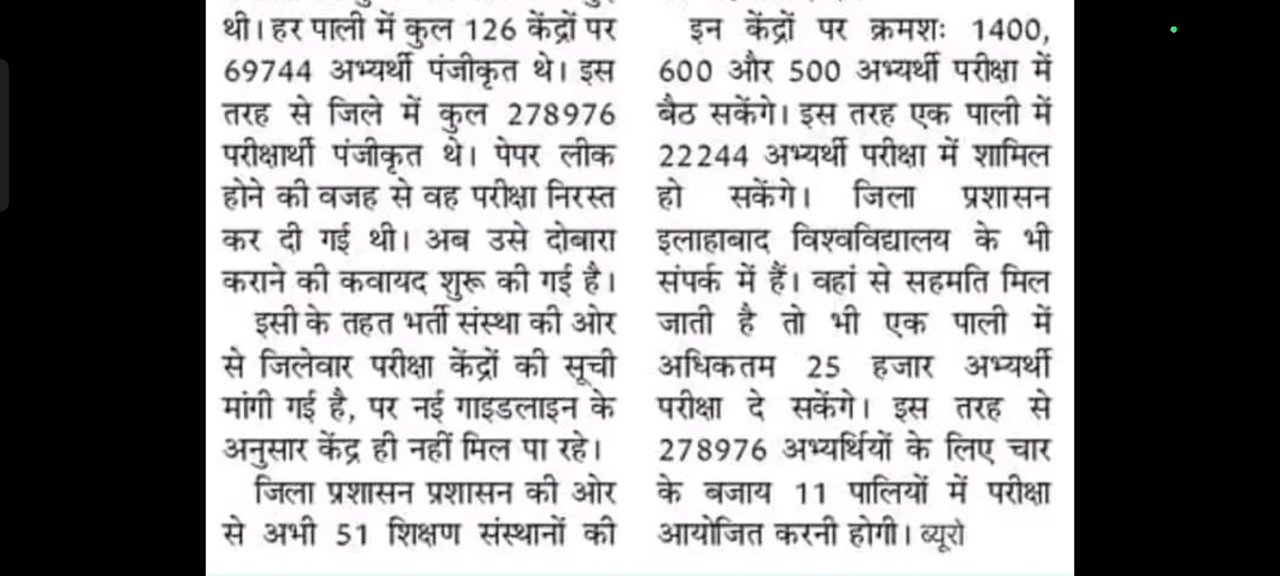 थी। हर पाली में कुल 126 केंद्रों पर
69744 अभ्यर्थी पंजीकृत थे। इस
तरह से जिले में कुल 278976
परीक्षार्थी पंजीकृत थे। पेपर लीक
होने की वजह से वह परीक्षा निरस्त
कर दी गई थी। अब उसे दोबारा
कराने की कवायद शुरू की गई है।
इसी के तहत भर्ती संस्था की ओर
से जिलेवार परीक्षा केंद्रों की सूची
मांगी गई है, पर नई गाइडलाइन के
अनुसार केंद्र ही नहीं मिल पा रहे।
जिला प्रशासन प्रशासन की ओर
से अभी 51 शिक्षण संस्थानों की
इन केंद्रों पर क्रमशः 1400,
600 और 500 अभ्यर्थी परीक्षा में
बैठ सकेंगे। इस तरह एक पाली में
22244 अभ्यर्थी परीक्षा में शामिल
हो सकेंगे। जिला प्रशासन
इलाहाबाद विश्वविद्यालय के भी
संपर्क में हैं। वहां से सहमति मिल
जाती है तो भी एक पाली में
अधिकतम 25 हजार अभ्यर्थी
परीक्षा दे सकेंगे। इस तरह से
278976 अभ्यर्थियों के लिए चार
के बजाय 11 पालियों में परीक्षा
आयोजित करनी होगी। ब्यूरो